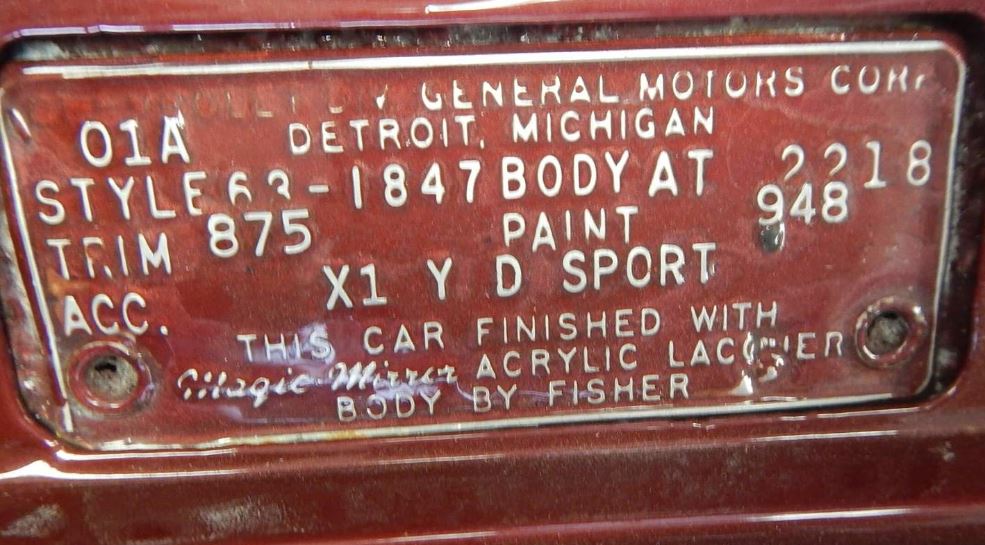 GENERAL MOTORS CORP
01A DETROIT, MICHIGAN
STYLE 63-1847 BODY AT 2218
TRIM 875 PAINT 948
ACC. X1 Y D SPORT
THIS CAR FINISHED WITH
Magic-Mirror ACRYLIC LACQUER
BODY BY FISHER